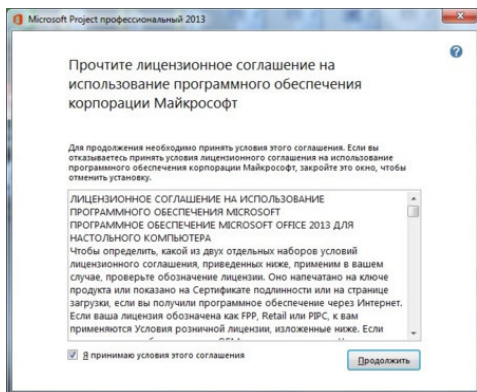 Microsoft Project профессиональный 2013
Прочтите лицензионное соглашение на
использование программного обеспечения
корпорации Майкрософт
Для продолжения необходимо принять условия этого соглашения. Если вы
отказываетесь принять условия лицензионного соглашения на использование
программного обеспечения корпорации Майкрософт, закройте это окно, чтобы
отменить установку.
ЛИЦЕНЗИОННОЕ СОГЛАШЕНИЕ НА ИСПОЛЬЗОВАНИЕ
ПРОГРАММНОГО ОБЕСПЕЧЕНИЯ MICROSOFT
ПРОГРАММНОЕ ОБЕСПЕЧЕНИЕ MICROSOFT OFFICE 2013 ДЛЯ
НАСТОЛЬНОГО КОМПЬЮТЕРА
Чтобы определить, какой из двух отдельных наборов условий
лицензионного соглашения, приведенных ниже, применим в вашем
случае, проверьте обозначение лицензии. Оно напечатано на ключе
продукта или показано на Сертификате подлинности или на странице
загрузки, если вы получили программное обеспечение через Интернет.
Если ваша лицензия обозначена как FPP, Retail или PIPC, к вам
применяются Условия розничной лицензии, изложенные ниже. Если
Я принимаю условия этого соглашения
Продолжить